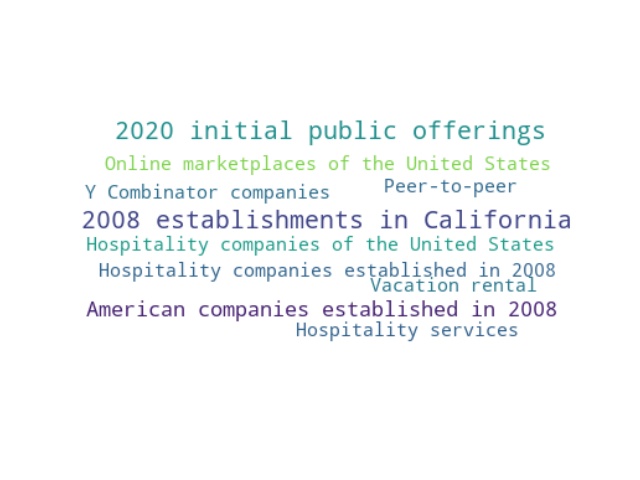 2020 initial public offerings
Online marketplaces of the United States
Y Combinator companies
Peer-to-peer
2008 establishments in California
Hospitality companies of the United States
Hospitality companies established in 2008
Vacation rental
American companies established in 2008
Hospitality services